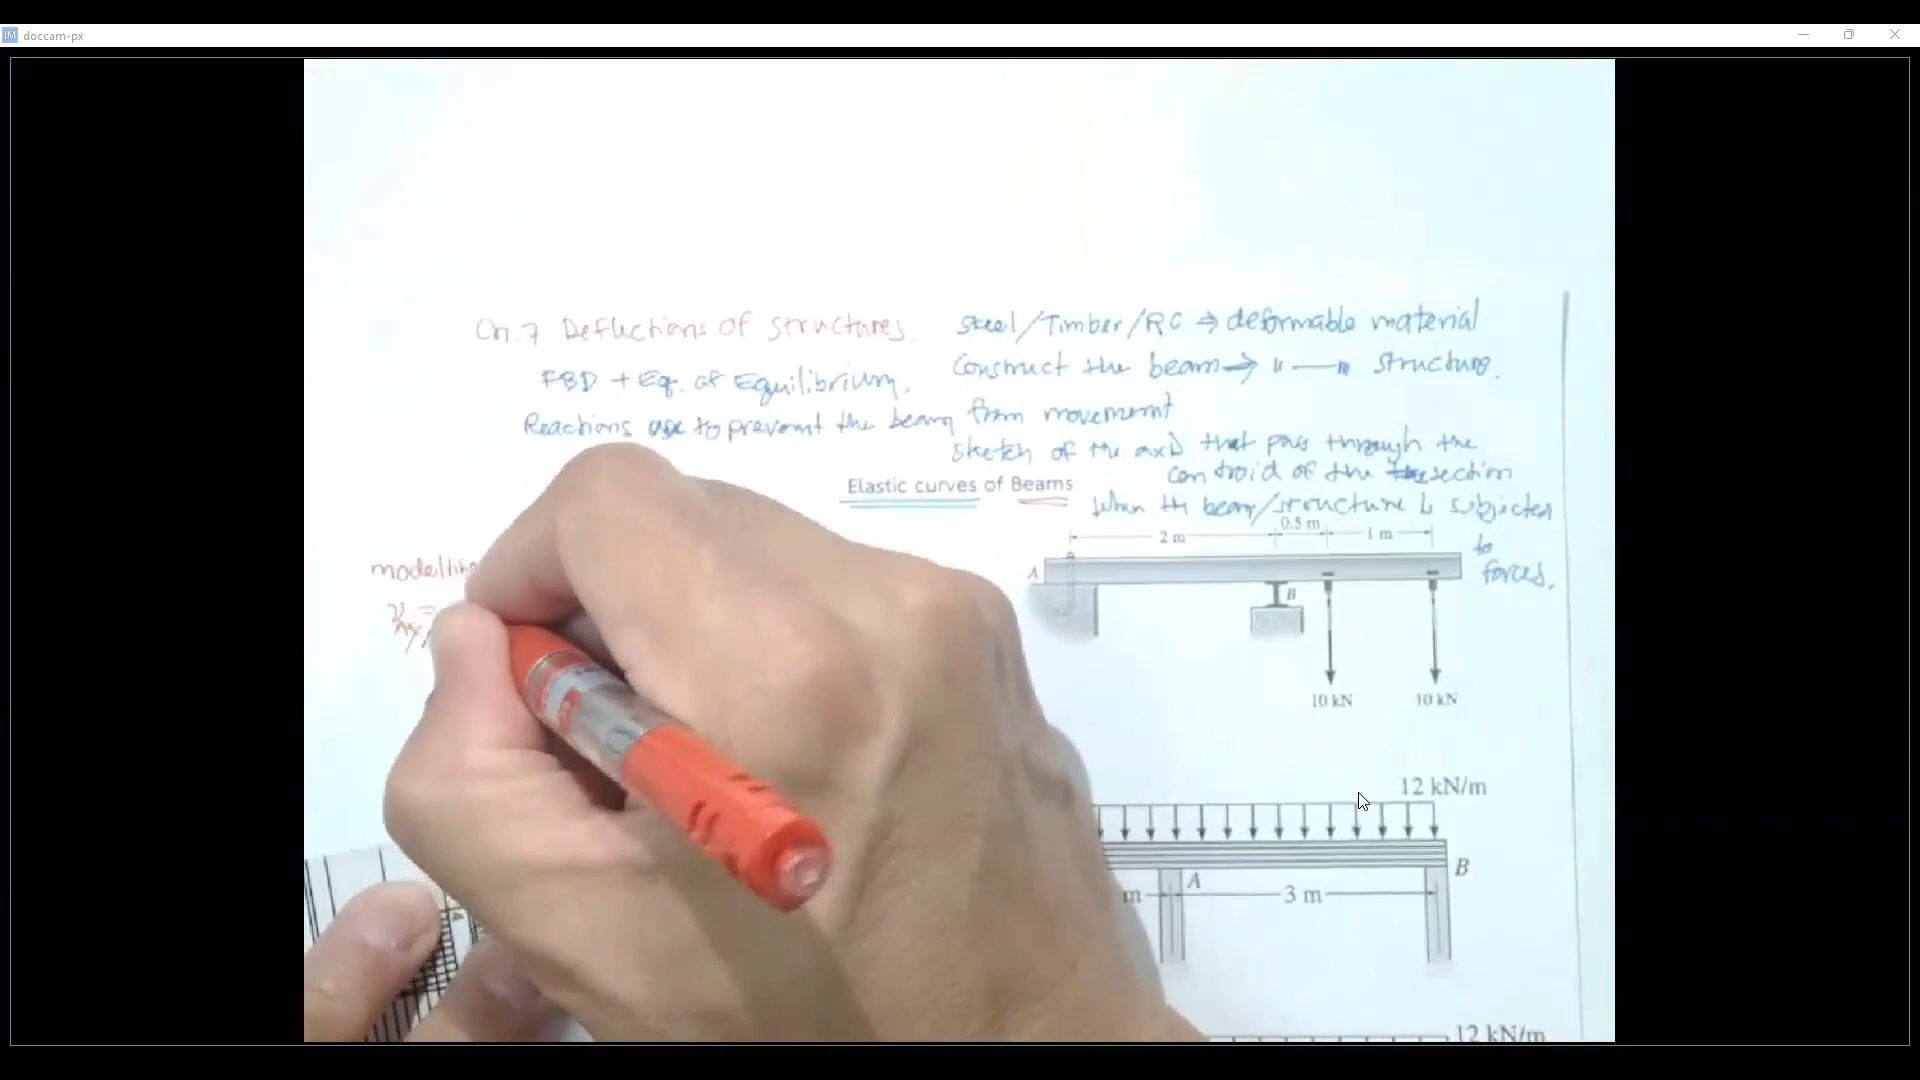 doccam-px
Ch.7 Deflections of structures.
Steel/Timber/RC → deformable material
FBD + Eq. of Equilibrium.
Construct the beam → " — " structure.
Reactions use to prevent the beam from movement
Sketch of the axis that pass through the
centroid of the section
Elastic curves of Beams
When the beam/structure is subjected
to
forces.
2 m
0.5 m
1 m
modelling
A
B
10 kN
10 kN
12 kN/m
A
B
m
3 m
12 kN/m